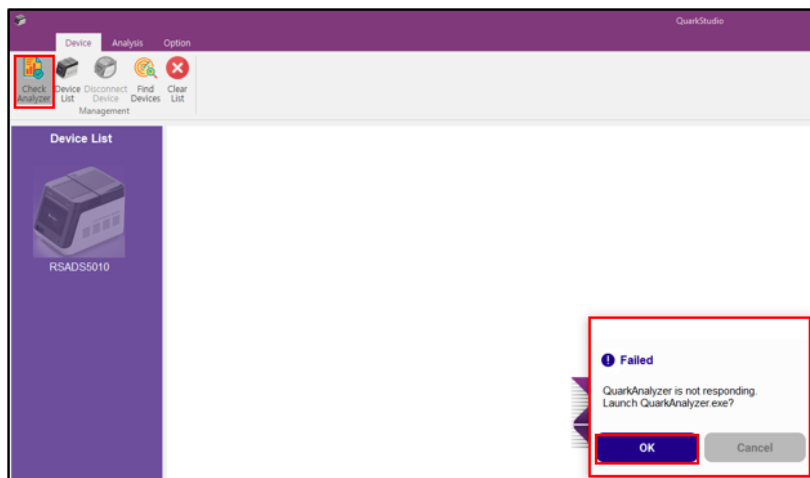 QuarkStudio
Device Analysis Option
Check Analyzer
Device List
Disconnect Device
Find Devices
Clear List
Management
Device List
RSADS5010
Failed
QuarkAnalyzer is not responding.
Launch QuarkAnalyzer.exe?
OK Cancel